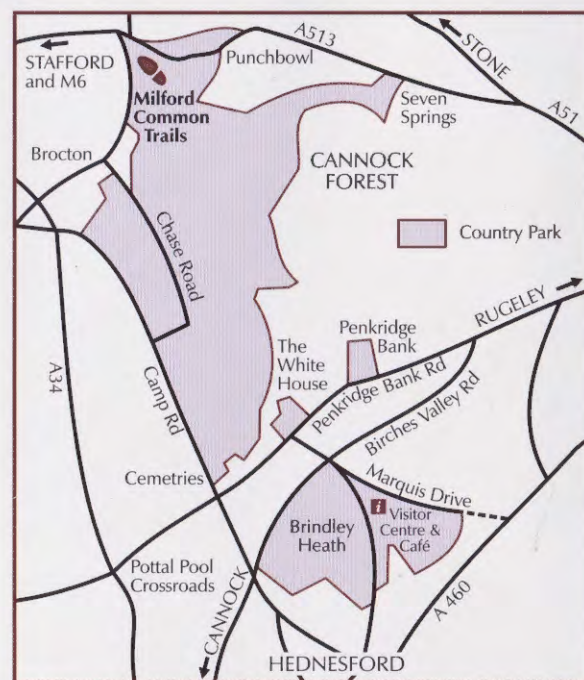 A513
STONE
STAFFORD
and M6
Punchbowl
Milford
Common
Trails
Seven
Springs
A51
Brocton
CANNOCK
FOREST
Chase Road
Country Park
RUGELEY
Penkridge
Bank
The
White
House
Penkridge Bank Rd
Birches Valley Rd
A34
Camp Rd
Cemetries
Marquis Drive
i
Visitor
Centre &
Café
Brindley
Heath
Pottal Pool
Crossroads
CANNOCK
A 460
HEDNESFORD